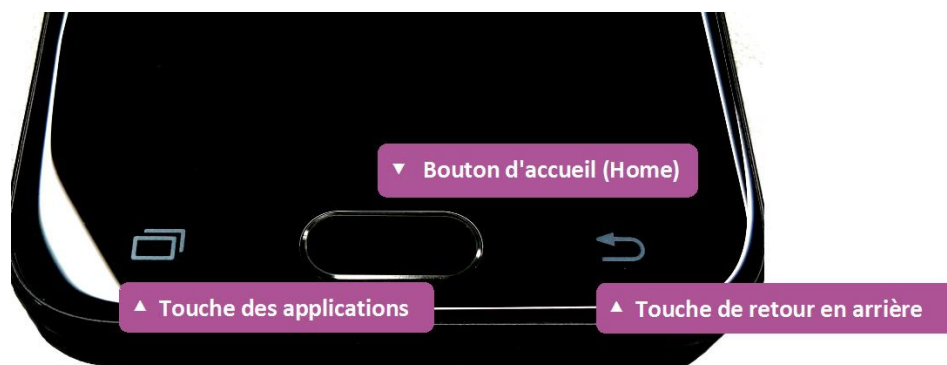 ▼ Bouton d'accueil (Home)
▲ Touche des applications
▲ Touche de retour en arrière